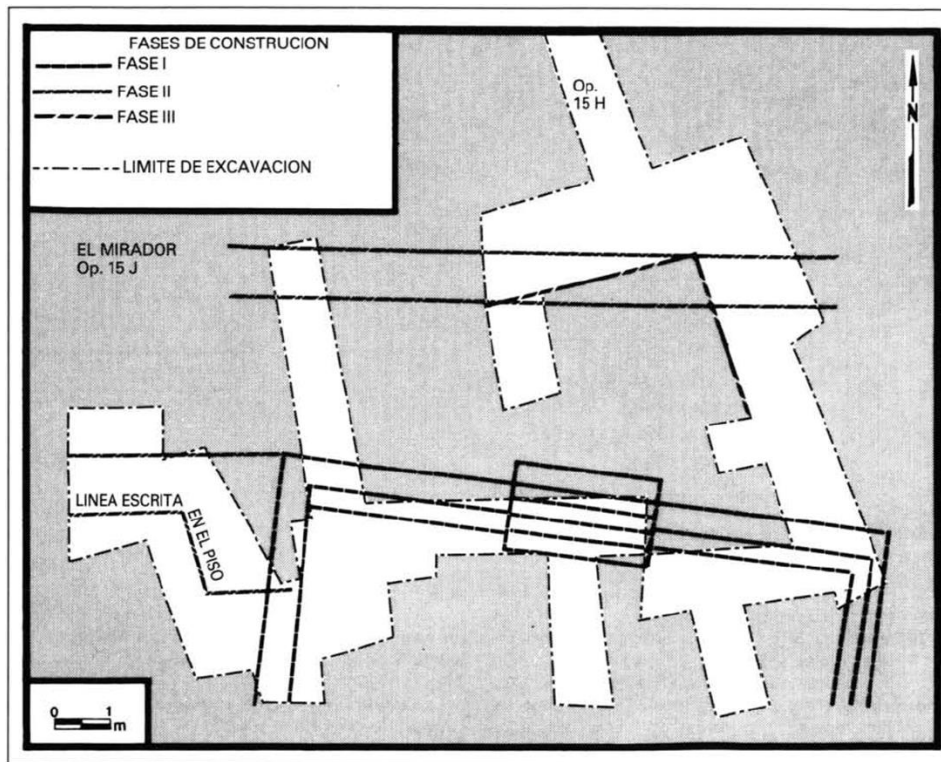 FASES DE CONSTRUCION
FASE I
FASE II
FASE III
LIMITE DE EXCAVACION
Op.
15 H
N
EL MIRADOR
Op. 15 J
LINEA ESCRITA
EN EL PISO
0 1
m